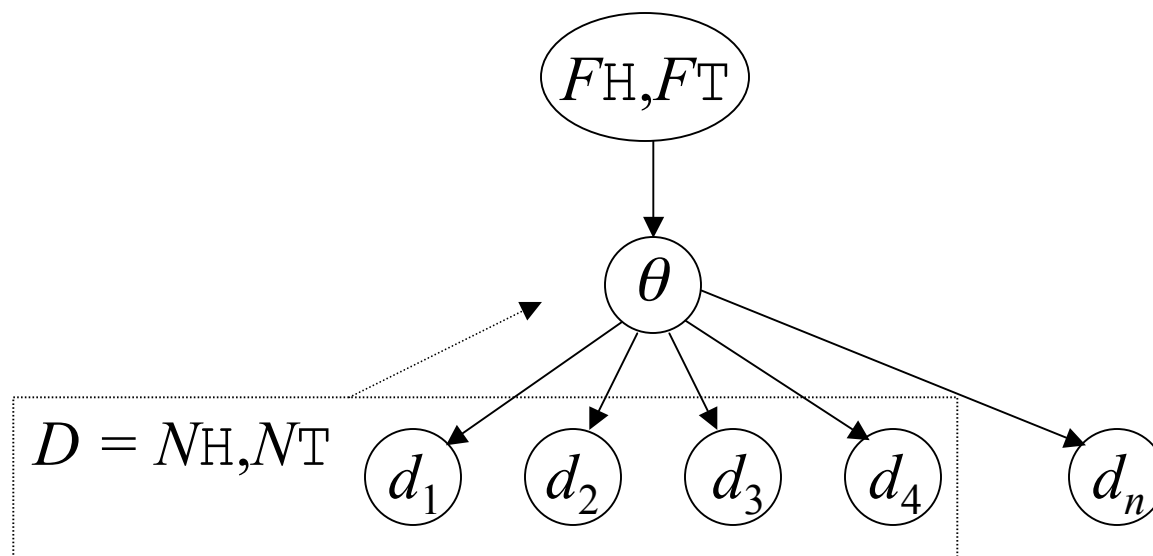 FH,FT
θ
D = NH,NT
d₁ d₂ d₃ d₄ dₙ